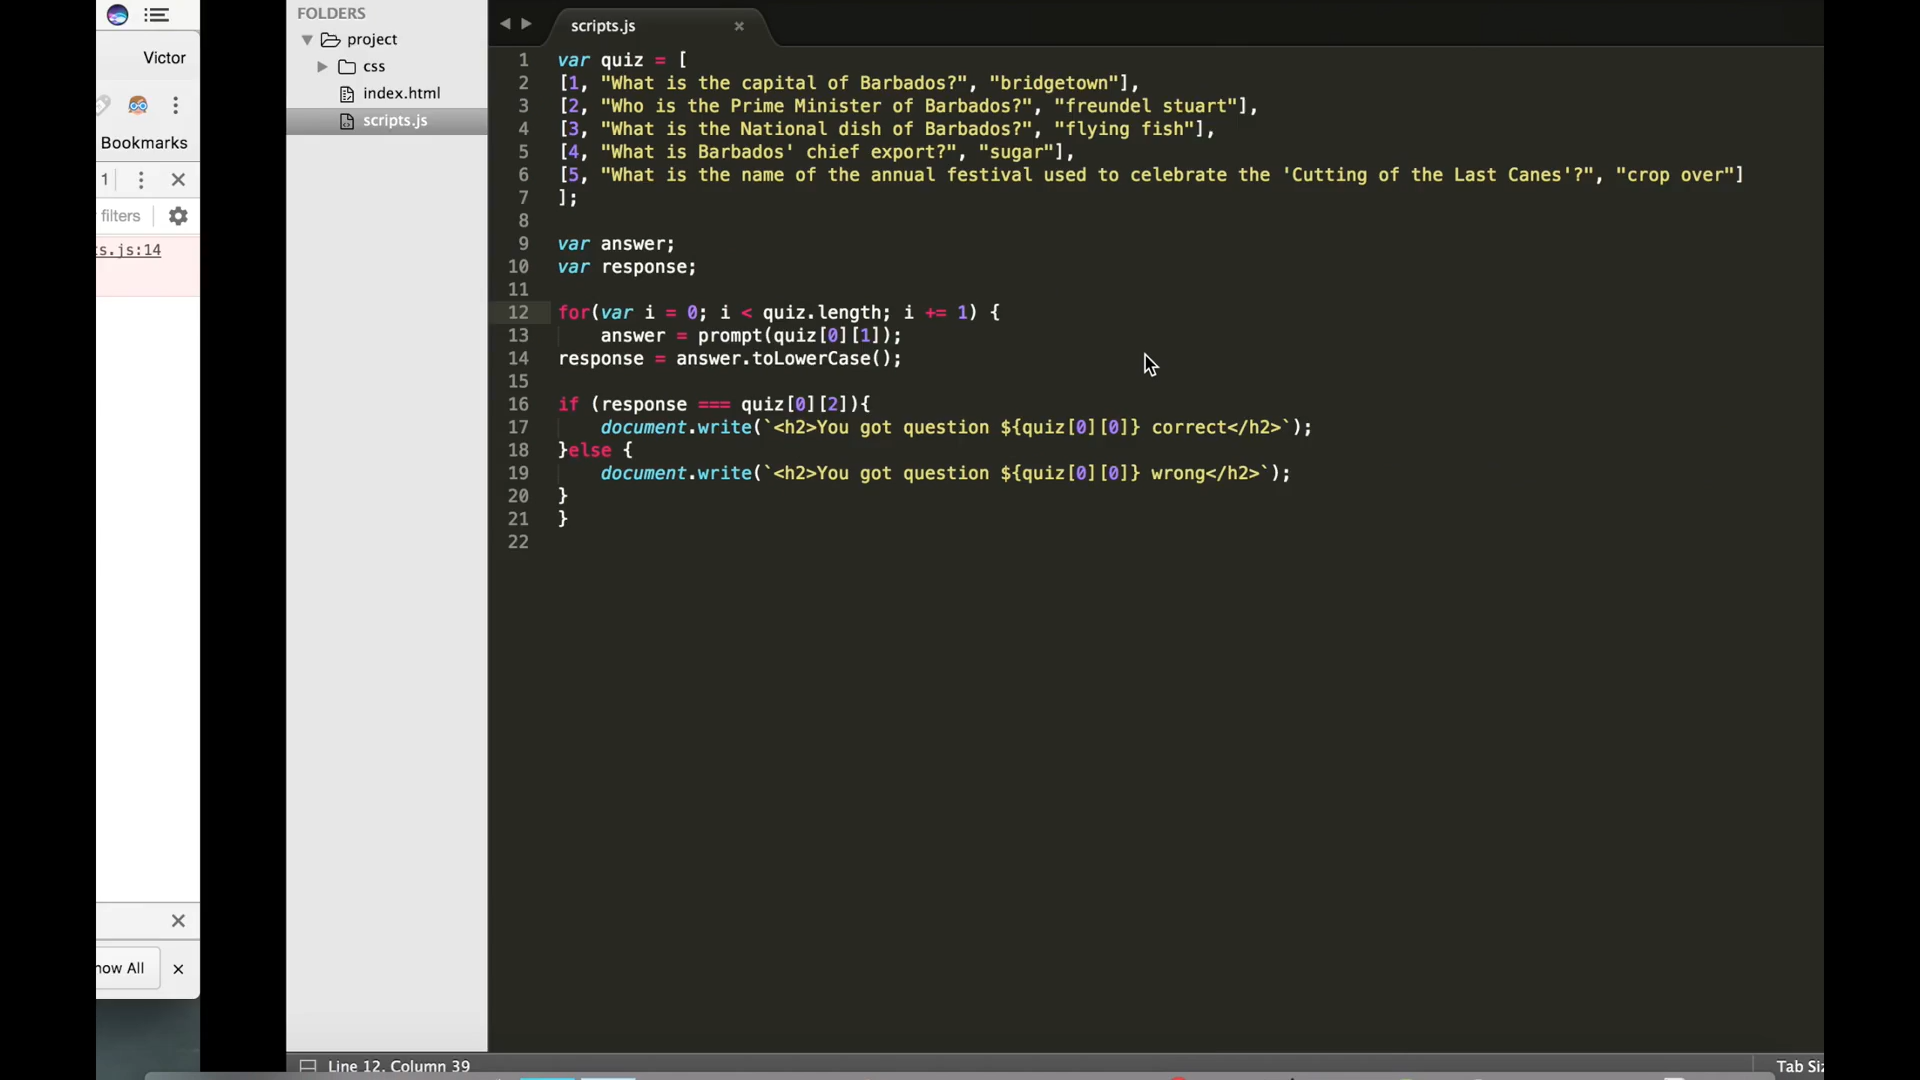 Victor
Bookmarks
1
filters
s.js:14
how All
FOLDERS
project
css
index.html
scripts.js
scripts.js
1 var quiz = [
2 [1, "What is the capital of Barbados?", "bridgetown"],
3 [2, "Who is the Prime Minister of Barbados?", "freundel stuart"],
4 [3, "What is the National dish of Barbados?", "flying fish"],
5 [4, "What is Barbados' chief export?", "sugar"],
6 [5, "What is the name of the annual festival used to celebrate the 'Cutting of the Last Canes'?", "crop over"]
7 ];
8
9 var answer;
10 var response;
11
12 for(var i = 0; i < quiz.length; i += 1) {
13 answer = prompt(quiz[0][1]);
14 response = answer.toLowerCase();
15
16 if (response === quiz[0][2]){
17 document.write(`<h2>You got question ${quiz[0][0]} correct</h2>`);
18 }else {
19 document.write(`<h2>You got question ${quiz[0][0]} wrong</h2>`);
20 }
21 }
22
Line 12, Column 39
Tab Siz